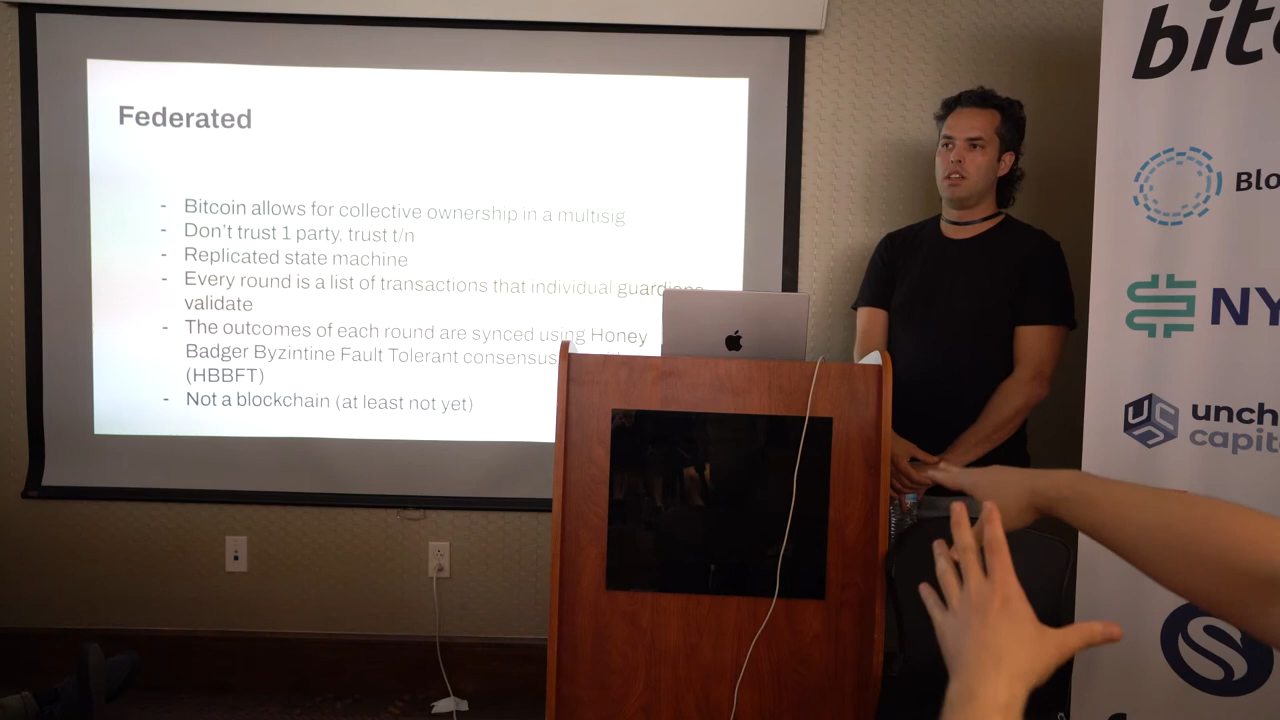 Federated
- Bitcoin allows for collective ownership in a multisig
- Don't trust 1 party, trust t/n
- Replicated state machine
- Every round is a list of transactions that individual guardians
validate
- The outcomes of each round are synced using Honey
Badger Byzintine Fault Tolerant consensus
(HBBFT)
- Not a blockchain (at least not yet)
bit
Blo
NY
unch
capit
S